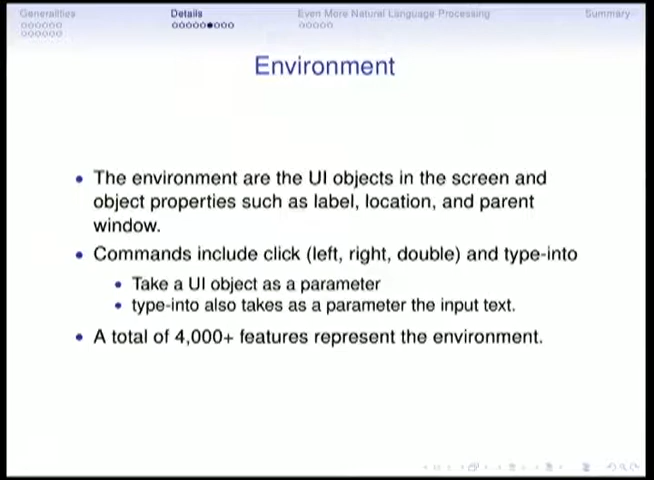 Generalities
Details
Even More Natural Language Processing
Summary
Environment
The environment are the UI objects in the screen and
object properties such as label, location, and parent
window.
Commands include click (left, right, double) and type-into
Take a UI object as a parameter
type-into also takes as a parameter the input text.
A total of 4,000+ features represent the environment.